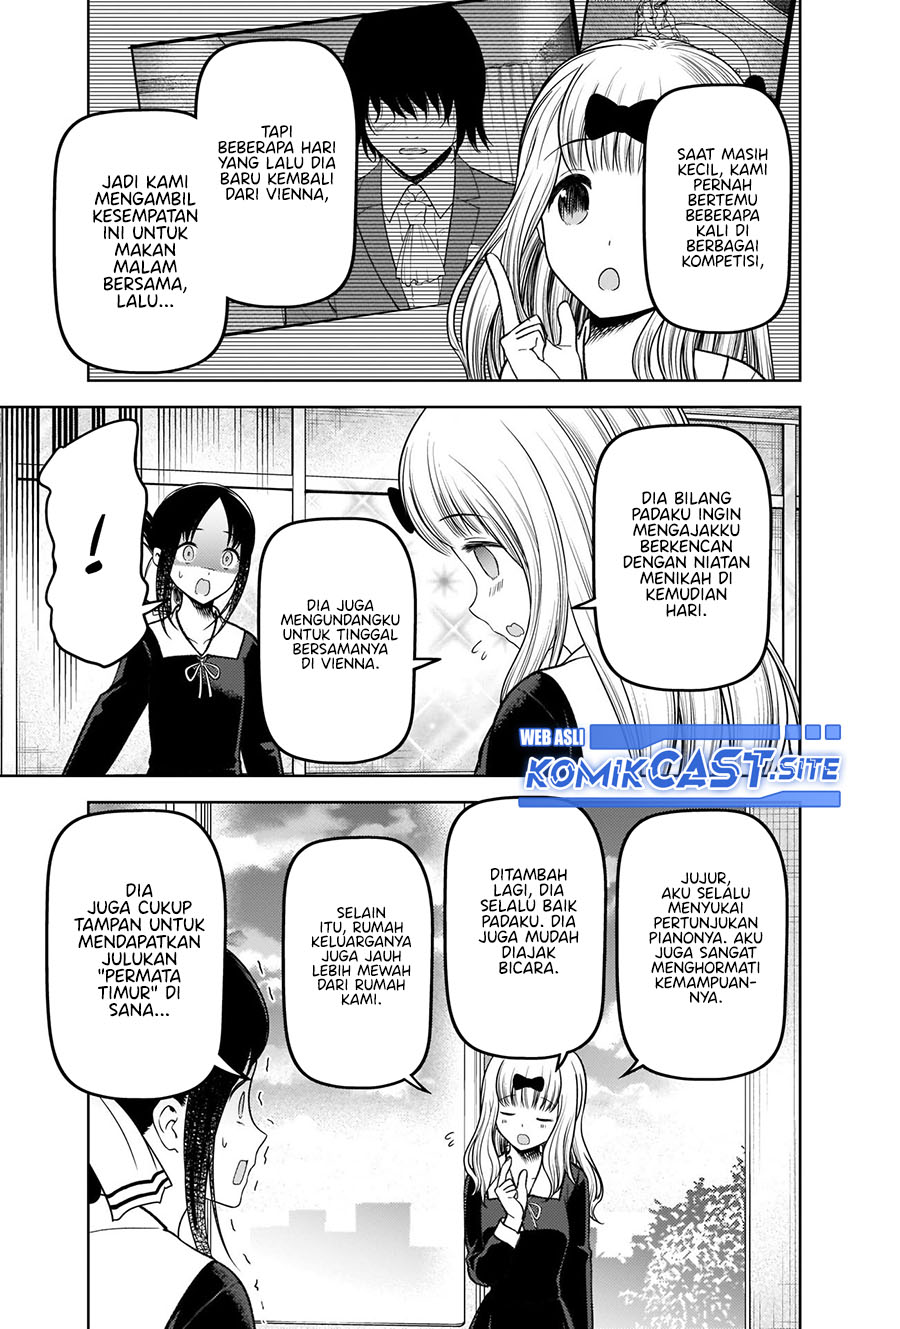 SAAT MASIH
KECIL, KAMI
PERNAH
BERTEMU
BEBERAPA
KALI DI
BERBAGAI
KOMPETISI,
TAPI
BEBERAPA HARI
YANG LALU DIA
BARU KEMBALI
DARI VIENNA,
JADI KAMI
MENGAMBIL
KESEMPATAN
INI UNTUK
MAKAN
MALAM
BERSAMA,
LALU...
DIA BILANG
PADAKU INGIN
MENGAJAKKU
BERKENCAN
DENGAN NIATAN
MENIKAH DI
KEMUDIAN
HARI.
DIA JUGA
MENGUNDANGKU
UNTUK TINGGAL
BERSAMANYA
DI VIENNA.
!
WEB ASLI
KOMIKCAST.SITE
JUJUR,
AKU SELALU
MENYUKAI
PERTUNJUKAN
PIANONYA. AKU
JUGA SANGAT
MENGHORMATI
KEMAMPUAN-
NYA.
DITAMBAH
LAGI, DIA
SELALU BAIK
PADAKU. DIA
JUGA MUDAH
DIAJAK
BICARA.
SELAIN
ITU, RUMAH
KELUARGANYA
JUGA JAUH
LEBIH MEWAH
DARI RUMAH
KAMI.
DIA
JUGA CUKUP
TAMPAN UNTUK
MENDAPATKAN
JULUKAN
"PERMATA
TIMUR" DI
SANA...